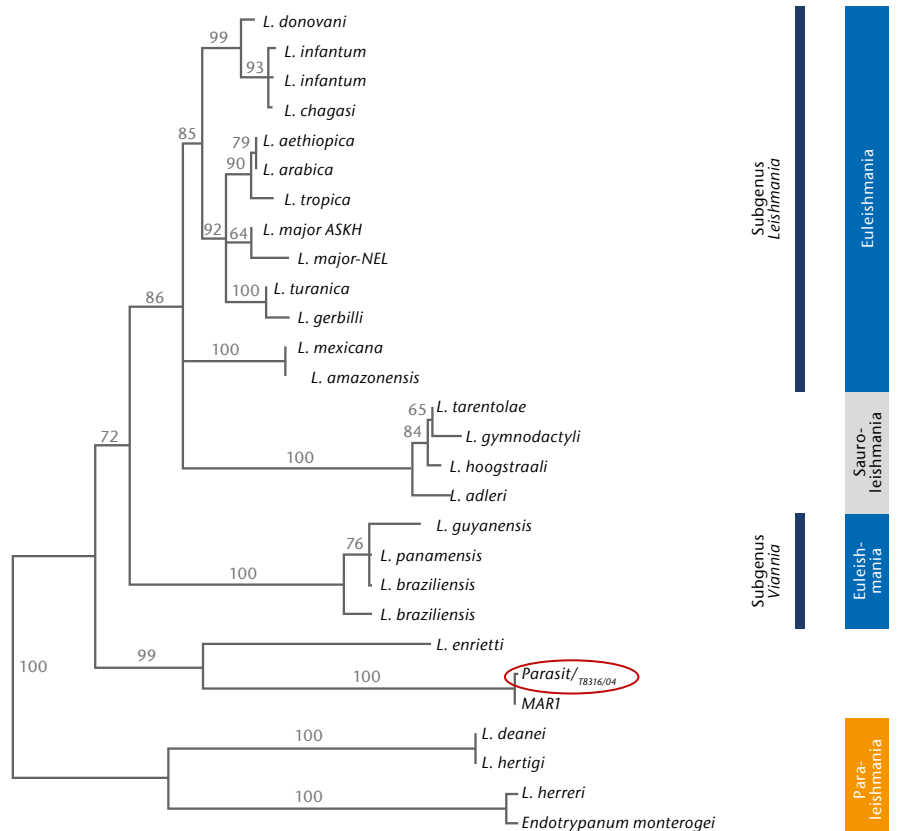 L. donovani
99
L. infantum
93
L. infantum
L. chagasi
85
L. aethiopica
79
L. arabica
90
L. tropica
L. major ASKH
92
64
L. major-NEL
L. turanica
100
L. gerbilli
86
L. mexicana
100
L. amazonensis
L. tarentolae
65
L. gymnodactyli
84
72
L. hoogstraali
100
L. adleri
L. guyanensis
76
L. panamensis
100
L. braziliensis
L. braziliensis
L. enrietti
99
100
Parasit/T8316/04
100
MAR1
L. deanei
100
L. hertigi
L. herreri
100
Endotrypanum monterogei
Subgenus
Leishmania
Euleishmania
Sauro-
leishmania
Subgenus
Viannia
Euleish-
mania
Para-
leishmania